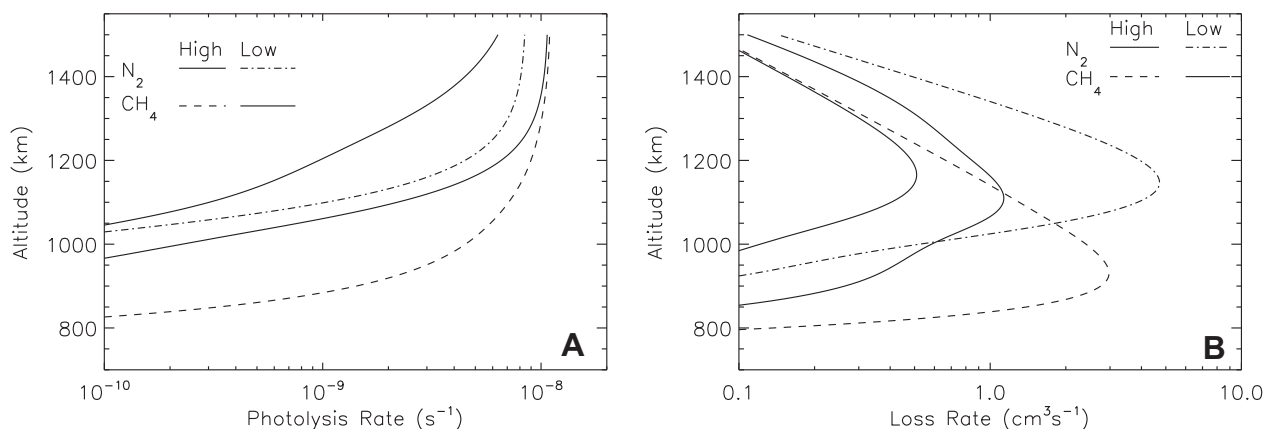 High Low
N₂
CH₄
1400
1200
1000
800
Altitude (km)
10⁻¹⁰ 10⁻⁹ 10⁻⁸
Photolysis Rate (s⁻¹)
A
High Low
N₂
CH₄
1400
1200
1000
800
Altitude (km)
0.1 1.0 10.0
Loss Rate (cm³s⁻¹)
B